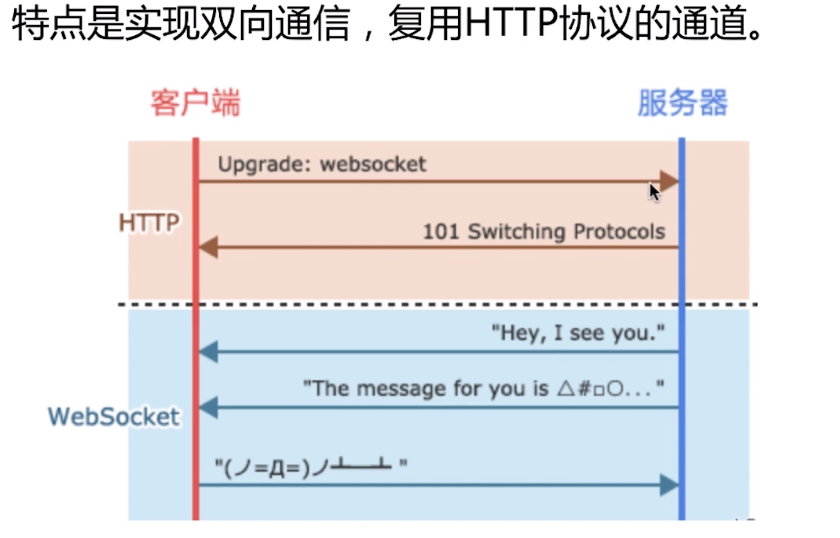 特点是实现双向通信，复用HTTP协议的通道。
客户端
服务器
Upgrade: websocket
HTTP
101 Switching Protocols
"Hey, I see you."
"The message for you is △#□○..."
WebSocket
"(ノ=Д=)ノ┻━┻ "